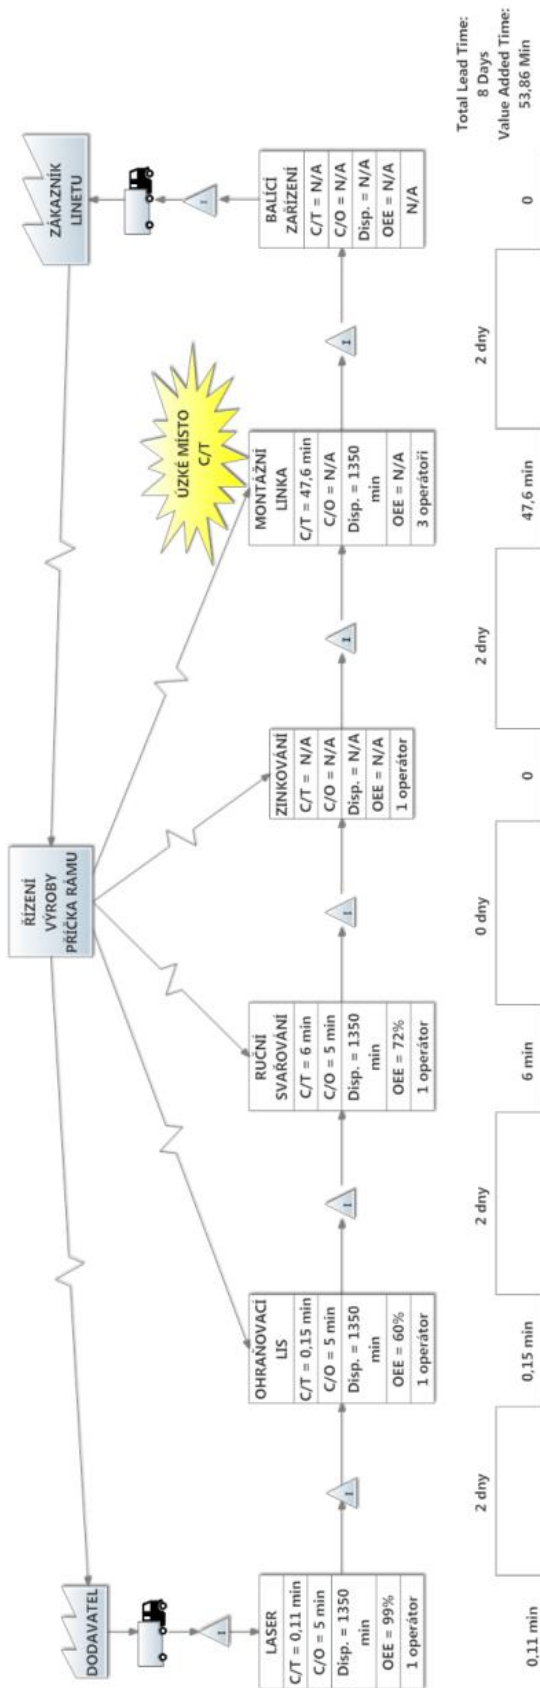 ŘÍZENÍ
VÝROBY
PŘÍČKA RÁMU
DODAVATEL
ZÁKAZNÍK
LINETU
ÚZKÉ MÍSTO
C/T
I
I
LASER
C/T = 0,11 min
C/O = 5 min
Disp. = 1350
min
OEE = 99%
1 operátor
I
OHRAŇOVACÍ
LIS
C/T = 0,15 min
C/O = 5 min
Disp. = 1350
min
OEE = 60%
1 operátor
I
RUČNÍ
SVAŘOVÁNÍ
C/T = 6 min
C/O = 5 min
Disp. = 1350
min
OEE = 72%
1 operátor
I
ZINKOVÁNÍ
C/T = N/A
C/O = N/A
Disp. = N/A
OEE = N/A
1 operátor
I
MONTÁŽNÍ
LINKA
C/T = 47,6 min
C/O = N/A
Disp. = 1350
min
OEE = N/A
3 operátoři
I
BALÍCÍ
ZAŘÍZENÍ
C/T = N/A
C/O = N/A
Disp. = N/A
OEE = N/A
N/A
2 dny
2 dny
0 dny
2 dny
2 dny
0,11 min
0,15 min
6 min
0
47,6 min
0
Total Lead Time:
8 Days
Value Added Time:
53,86 Min